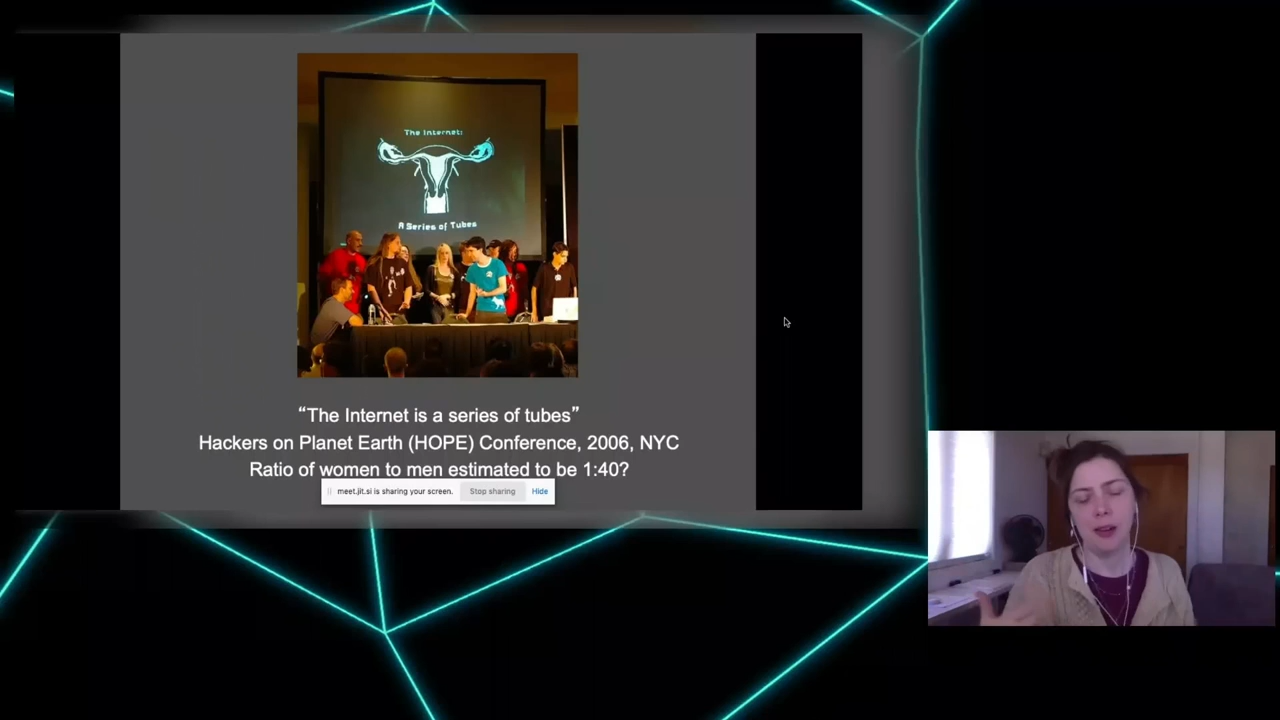 The Internet:
A Series of Tubes
“The Internet is a series of tubes”
Hackers on Planet Earth (HOPE) Conference, 2006, NYC
Ratio of women to men estimated to be 1:40?
meet.jit.si is sharing your screen. Stop sharing Hide